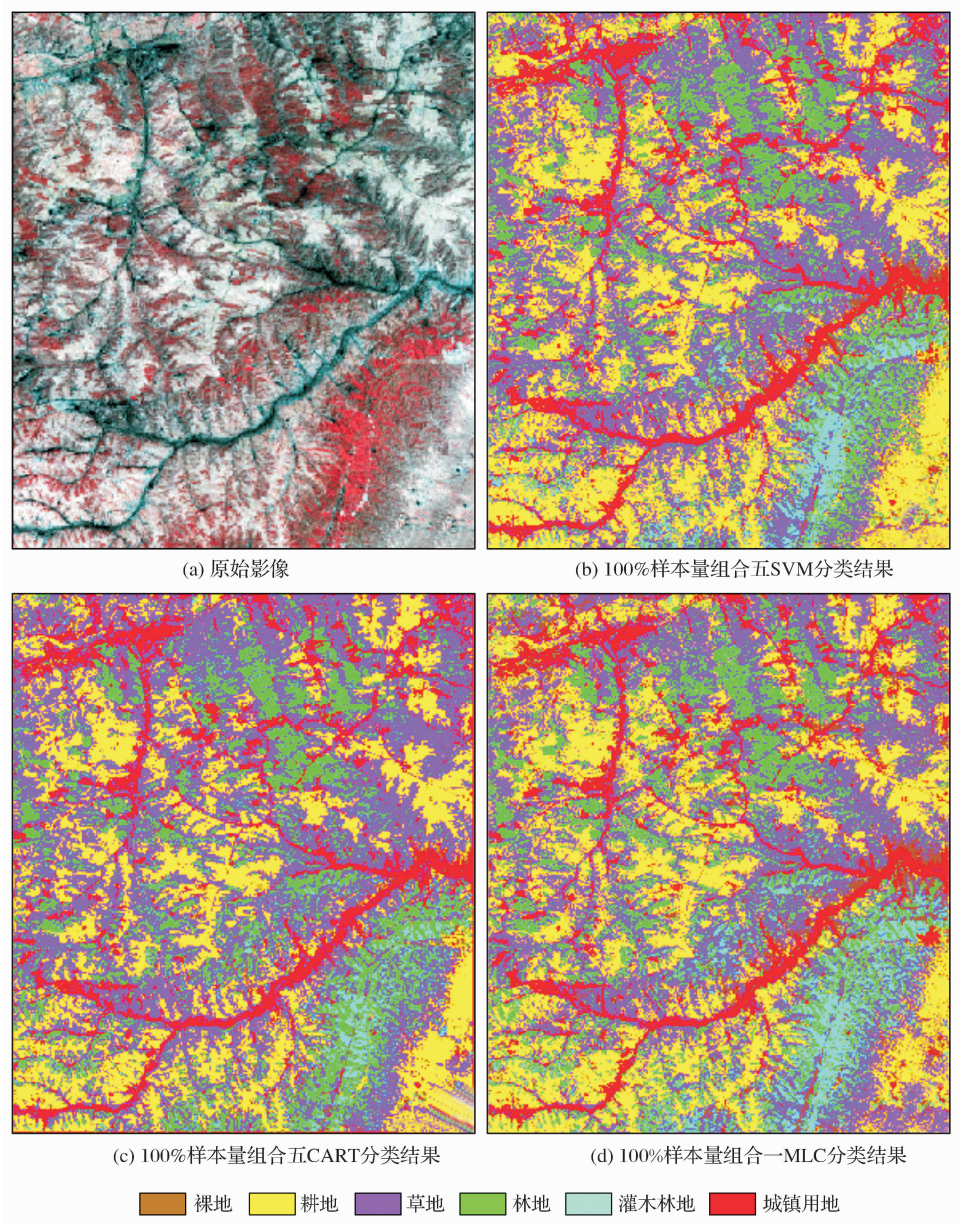 (a) 原始影像
(b) 100%样本量组合五SVM分类结果
(c) 100%样本量组合五CART分类结果
(d) 100%样本量组合一MLC分类结果
裸地 耕地 草地 林地 灌木林地 城镇用地